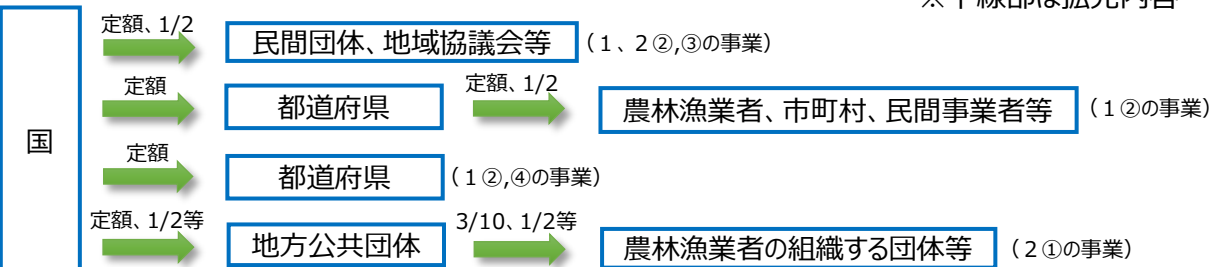 定額、1/2
民間団体、地域協議会等 （１、２②,③の事業）
定額 定額、1/2
都道府県 農林漁業者、市町村、民間事業者等 （１②の事業）
国
定額
都道府県 （１②,④の事業）
定額、1/2等 3/10、1/2等
地方公共団体 農林漁業者の組織する団体等 （２①の事業）